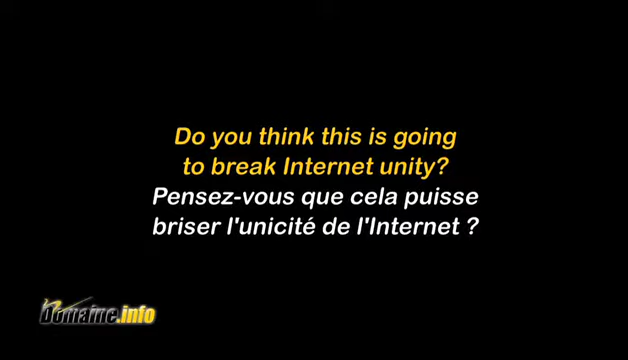 Do you think this is going
to break Internet unity?
Pensez-vous que cela puisse
briser l'unicité de l'Internet ?
Domaine.info